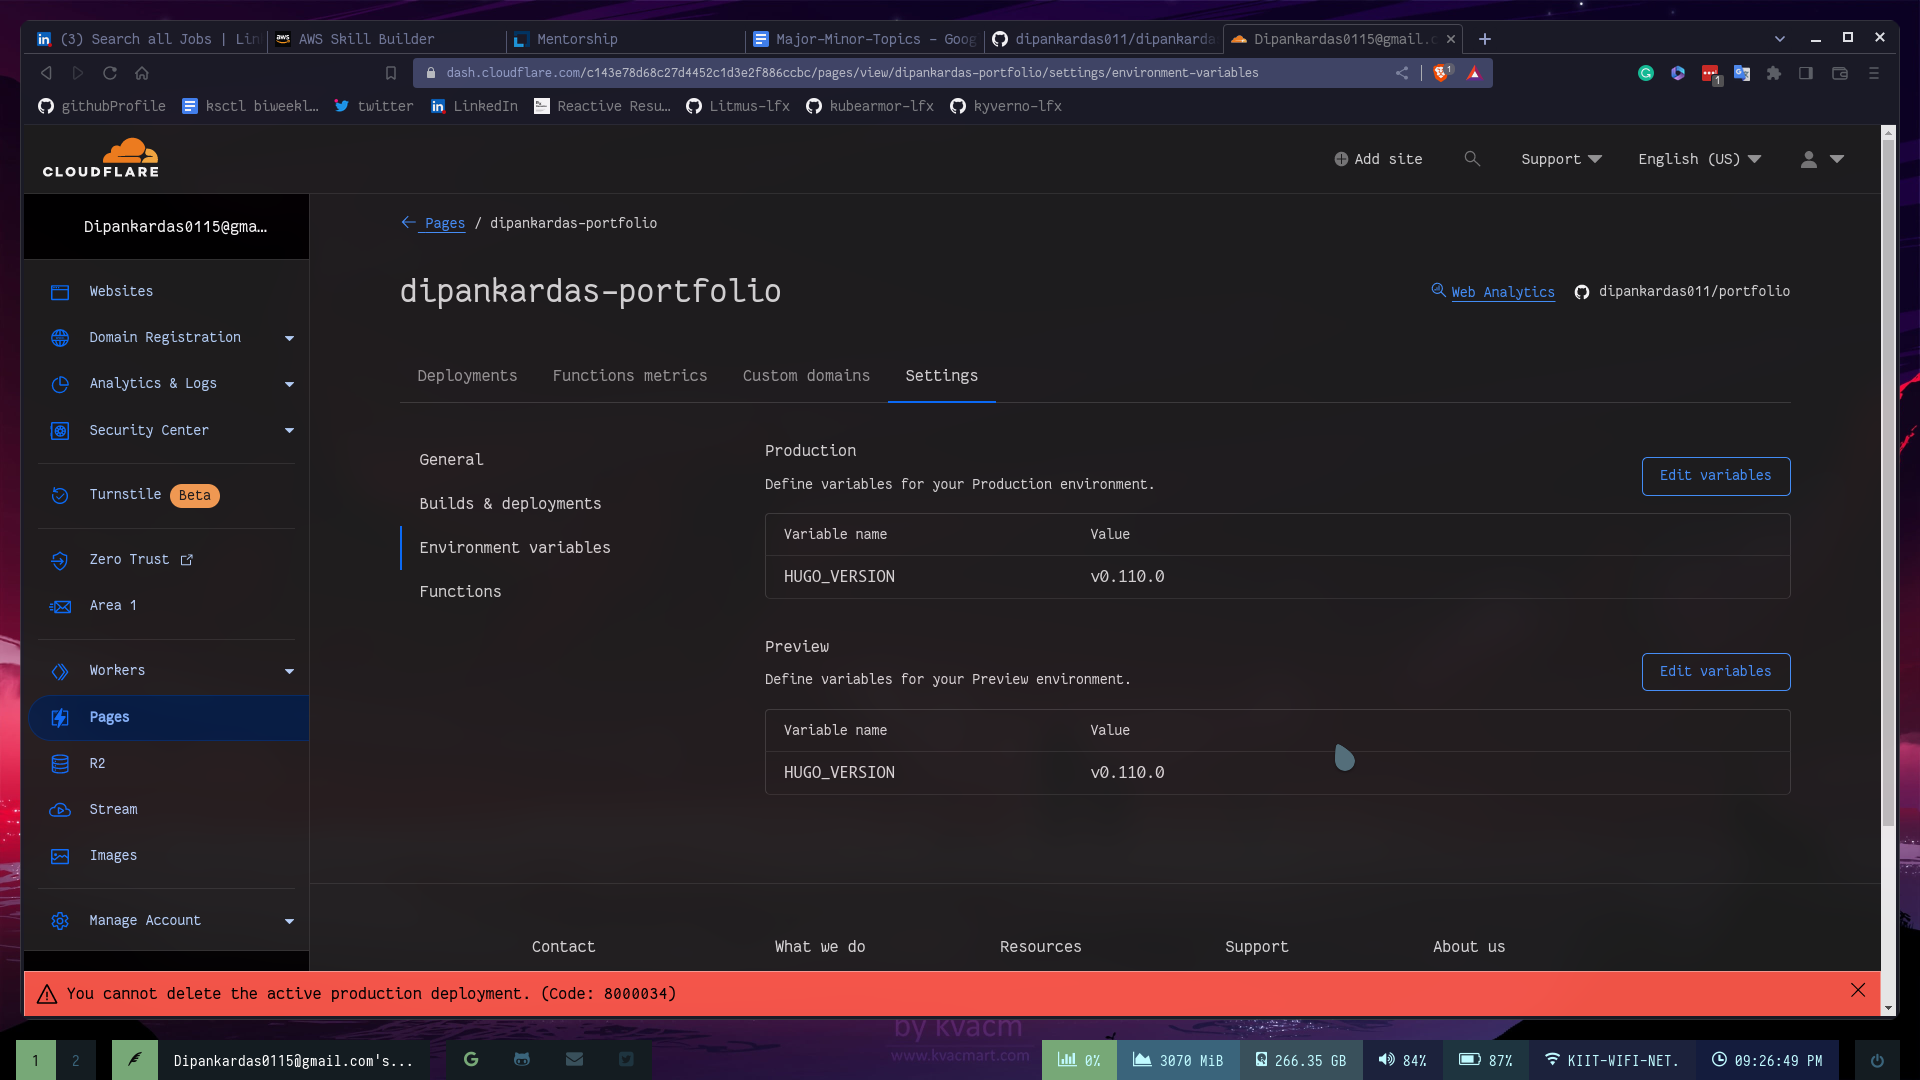 (3) Search all Jobs | Lin
AWS Skill Builder
Mentorship
Major-Minor-Topics - Goog
dipankardas011/dipankarda
Dipankardas0115@gmail.c
dash.cloudflare.com/c143e78d68c27d4452c1d3e2f886ccbc/pages/view/dipankardas-portfolio/settings/environment-variables
1
1
githubProfile
ksctl biweekl…
twitter
LinkedIn
Reactive Resu…
Litmus-lfx
kubearmor-lfx
kyverno-lfx
CLOUDFLARE
Add site
Support
English (US)
Dipankardas0115@gma…
Websites
Domain Registration
Analytics & Logs
Security Center
Turnstile Beta
Zero Trust
Area 1
Workers
Pages
R2
Stream
Images
Manage Account
Pages / dipankardas-portfolio
dipankardas-portfolio
Web Analytics
dipankardas011/portfolio
Deployments
Functions metrics
Custom domains
Settings
General
Builds & deployments
Environment variables
Functions
Production
Define variables for your Production environment.
Edit variables
Variable name Value
HUGO_VERSION v0.110.0
Preview
Define variables for your Preview environment.
Edit variables
Variable name Value
HUGO_VERSION v0.110.0
Contact
What we do
Resources
Support
About us
You cannot delete the active production deployment. (Code: 8000034)
by kvacm
www.kvacmart.com
1
2
Dipankardas0115@gmail.com's...
0%
3070 MiB
266.35 GB
84%
87%
KIIT-WIFI-NET.
09:26:49 PM